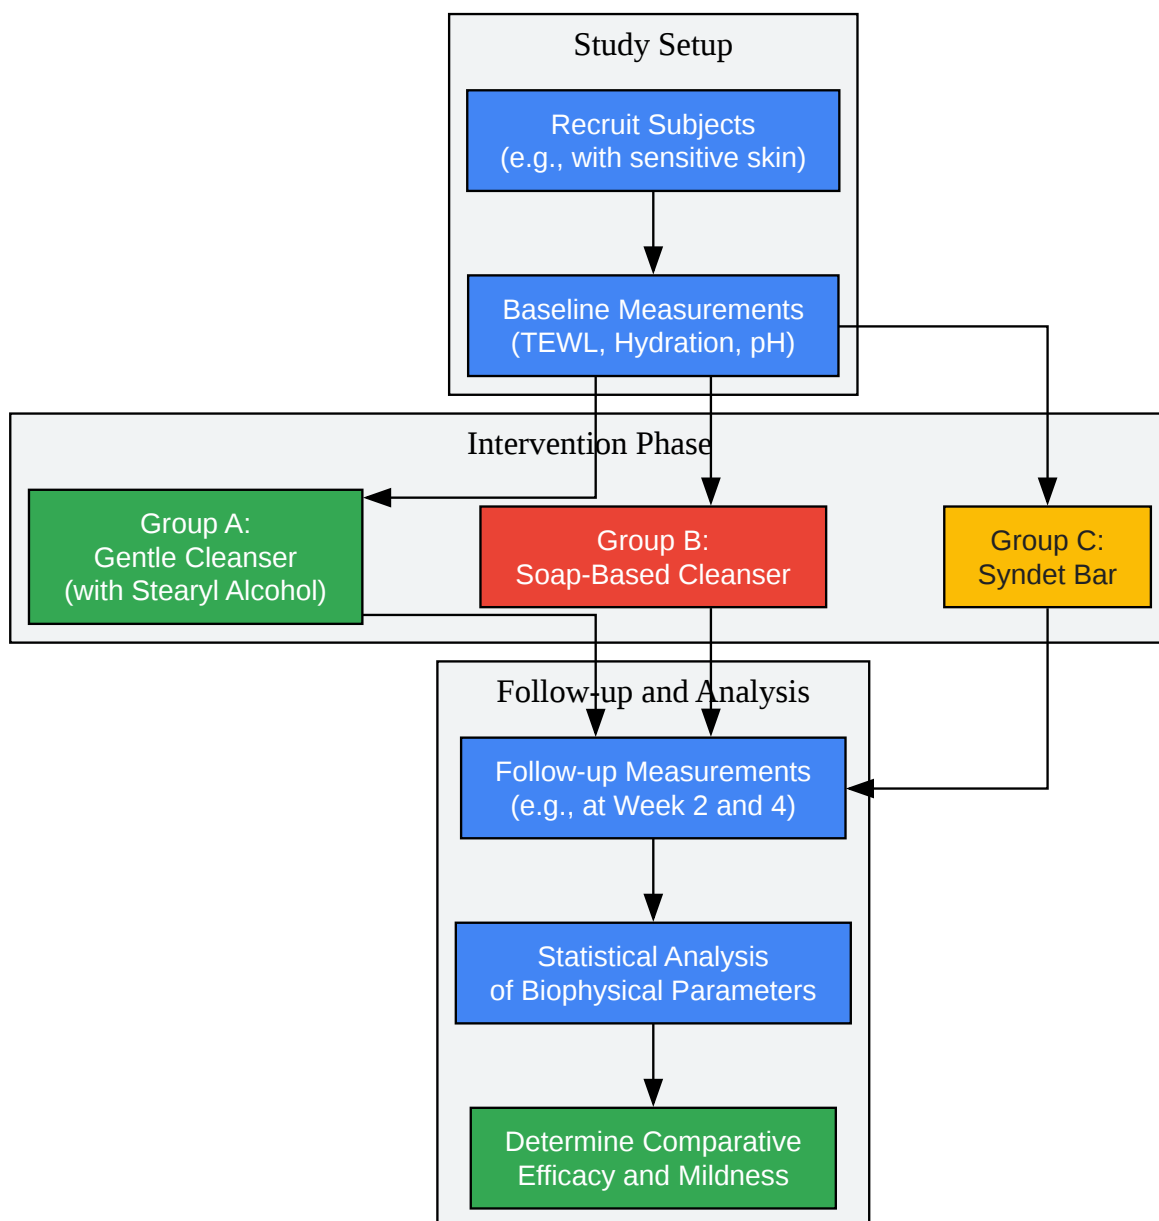 Study Setup
Recruit Subjects
(e.g., with sensitive skin)
Baseline Measurements
(TEWL, Hydration, pH)
Intervention Phase
Group A:
Gentle Cleanser
(with Stearyl Alcohol)
Group B:
Soap-Based Cleanser
Group C:
Syndet Bar
Follow-up and Analysis
Follow-up Measurements
(e.g., at Week 2 and 4)
Statistical Analysis
of Biophysical Parameters
Determine Comparative
Efficacy and Mildness